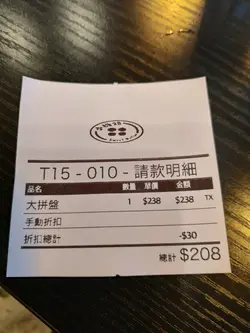 T15 - 010 - 請款明細
品名 數量 單價 金額
大拼盤 1 $238 $238 TX
手動折扣
折扣總計 -$30
總計 $208